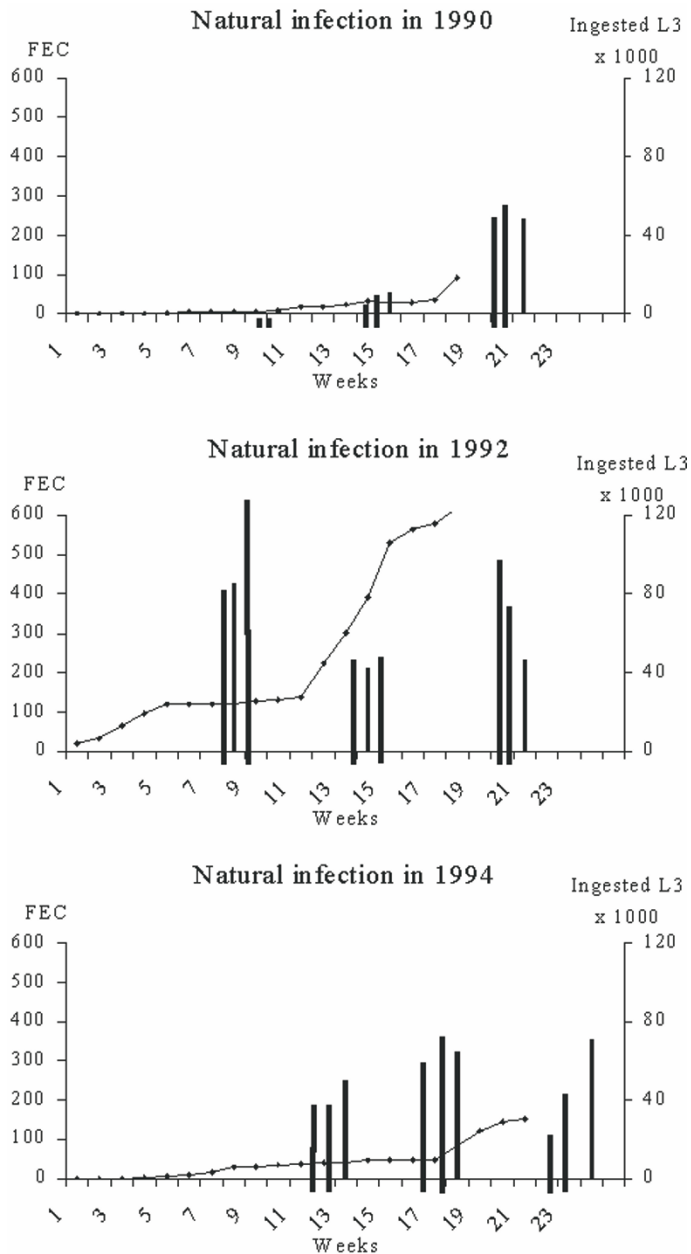 Natural infection in 1990
FEC
Ingested L3
x 1000
600
500
400
300
200
100
0
120
80
40
0
1 3 5 7 9 11 13 15 17 19 21 23
Weeks
Natural infection in 1992
FEC
Ingested L3
x 1000
600
500
400
300
200
100
0
120
80
40
0
1 3 5 7 9 11 13 15 17 19 21 23
Weeks
Natural infection in 1994
FEC
Ingested L3
x 1000
600
500
400
300
200
100
0
120
80
40
0
1 3 5 7 9 11 13 15 17 19 21 23
Weeks